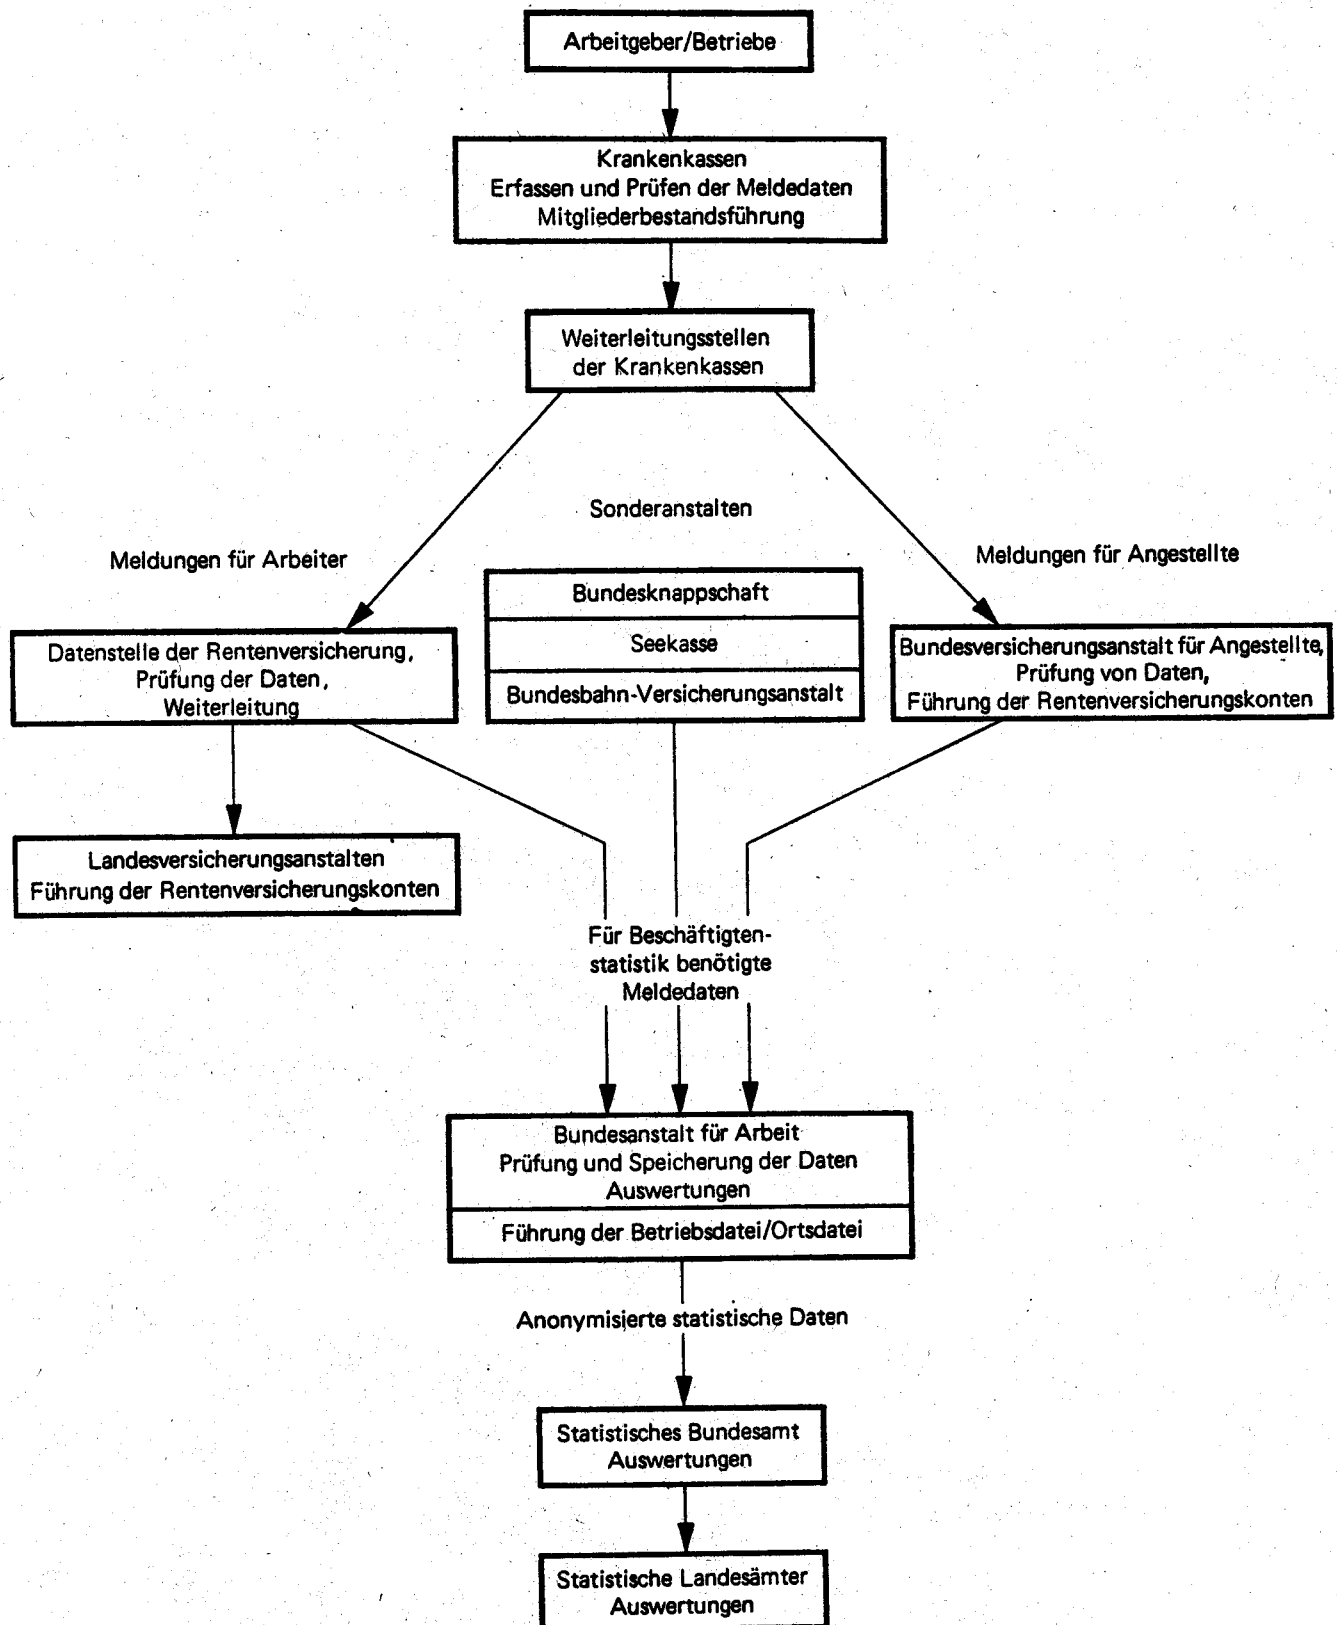 Arbeitgeber/Betriebe
Krankenkassen
Erfassen und Prüfen der Meldedaten
Mitgliederbestandsführung
Weiterleitungsstellen
der Krankenkassen
Sonderanstalten
Meldungen für Arbeiter
Meldungen für Angestellte
Datenstelle der Rentenversicherung,
Prüfung der Daten,
Weiterleitung
Bundesknappschaft
Seekasse
Bundesbahn-Versicherungsanstalt
Bundesversicherungsanstalt für Angestellte,
Prüfung von Daten,
Führung der Rentenversicherungskonten
Landesversicherungsanstalten
Führung der Rentenversicherungskonten
Für Beschäftigten-
statistik benötigte
Meldedaten
Bundesanstalt für Arbeit
Prüfung und Speicherung der Daten
Auswertungen
Führung der Betriebsdatei/Ortsdatei
Anonymisierte statistische Daten
Statistisches Bundesamt
Auswertungen
Statistische Landesämter
Auswertungen